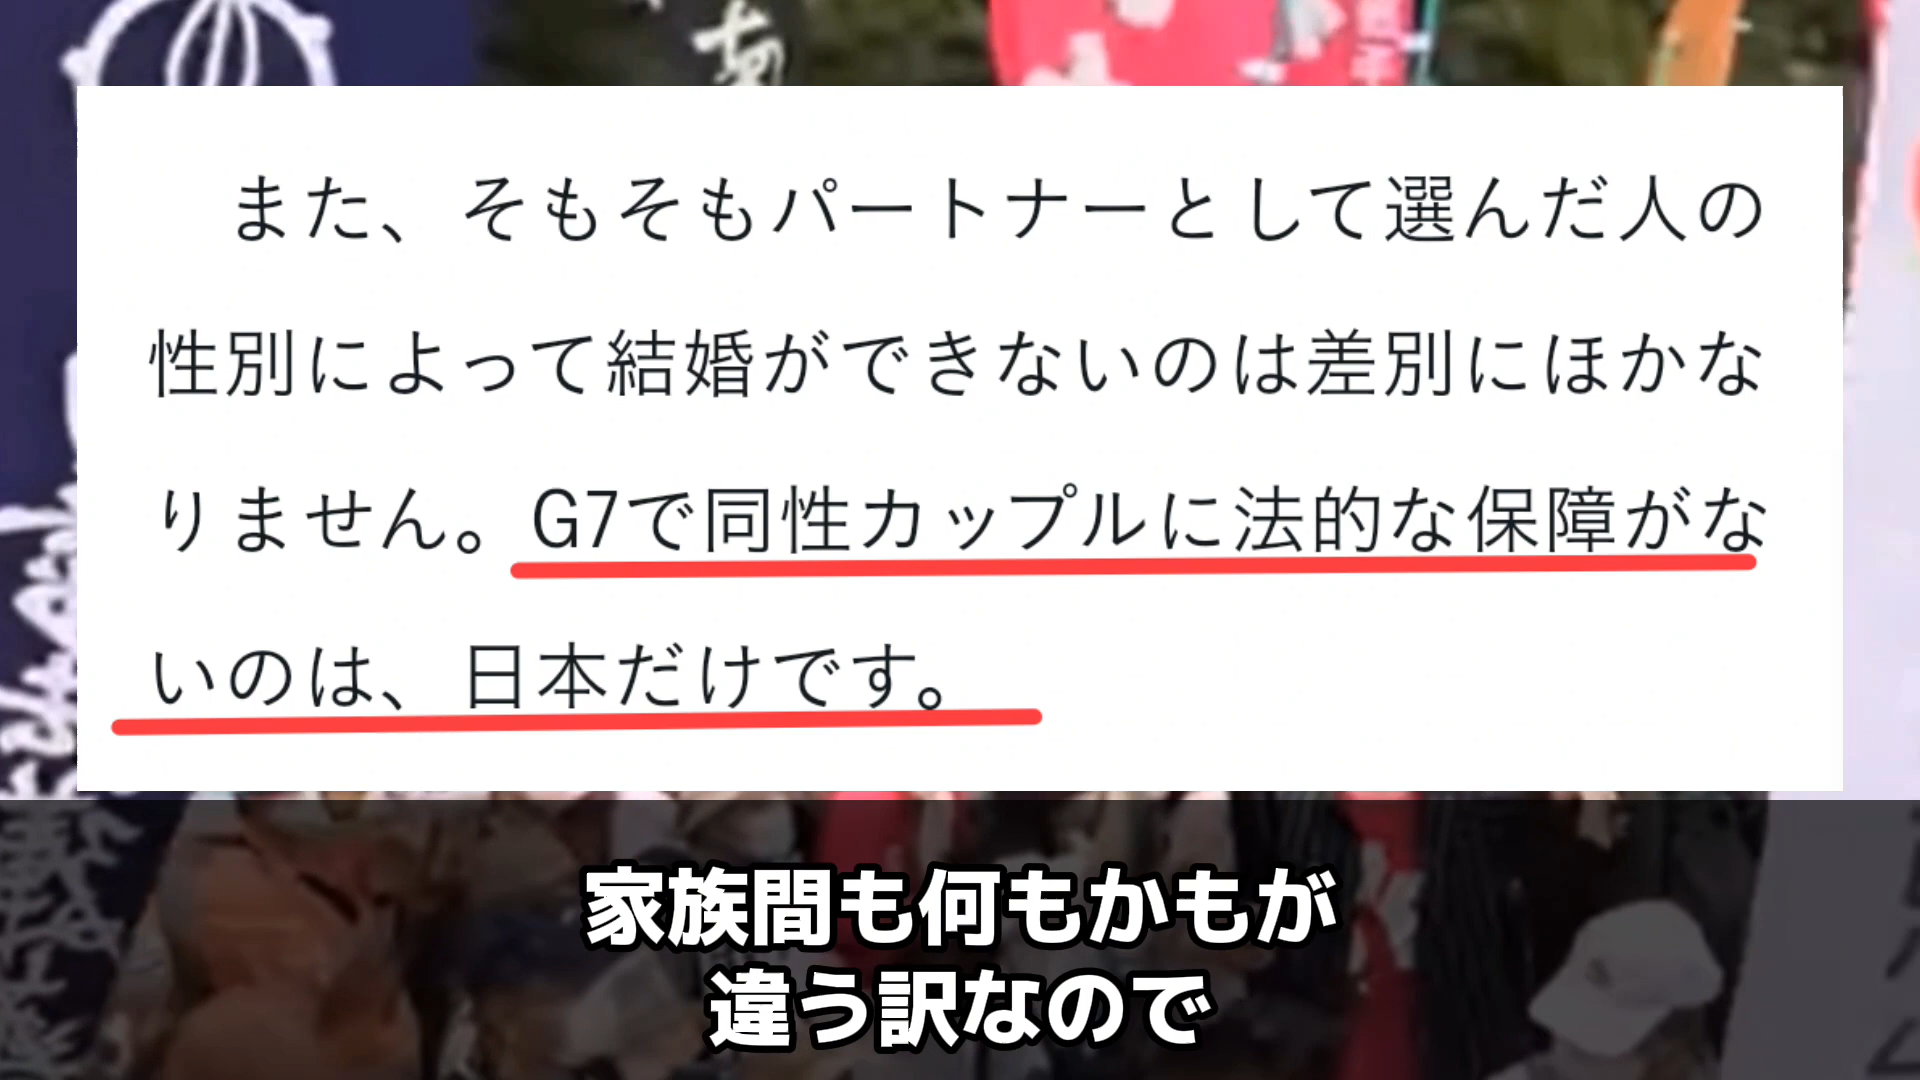 また、そもそもパートナーとして選んだ人の
性別によって結婚ができないのは差別にほかな
りません。G7で同性カップルに法的な保障がな
いのは、日本だけです。
家族間も何もかもが
違う訳なので